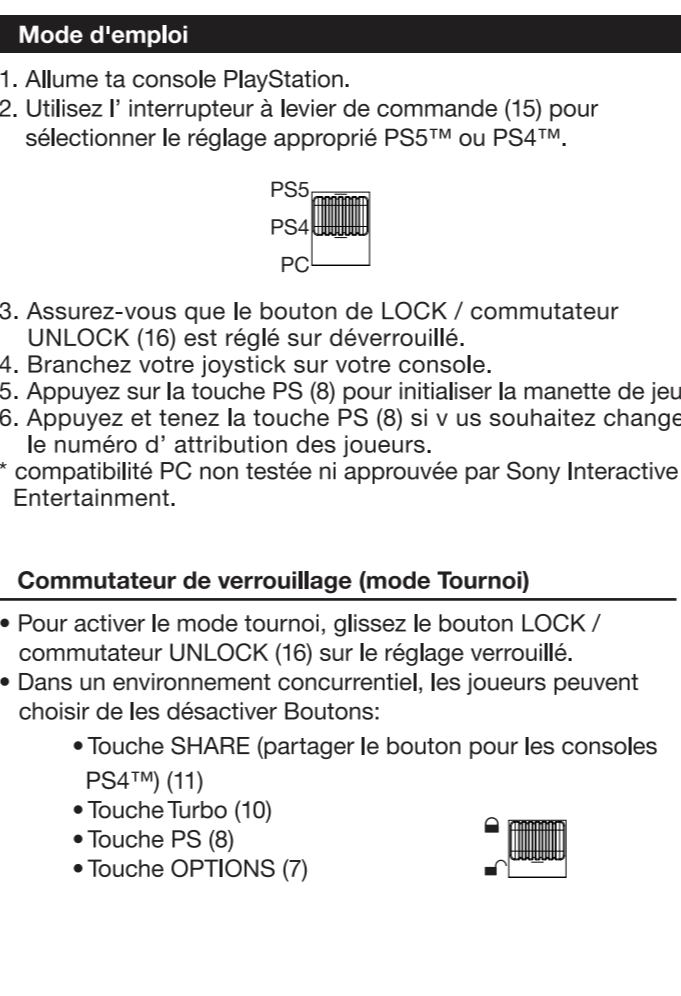 Mode d'emploi
1. Allume ta console PlayStation.
2. Utilisez l' interrupteur à levier de commande (15) pour
sélectionner le réglage approprié PS5™ ou PS4™.
PS5
PS4
PC
3. Assurez-vous que le bouton de LOCK / commutateur
UNLOCK (16) est réglé sur déverrouillé.
4. Branchez votre joystick sur votre console.
5. Appuyez sur la touche PS (8) pour initialiser la manette de jeu
6. Appuyez et tenez la touche PS (8) si v us souhaitez change
le numéro d' attribution des joueurs.
* compatibilité PC non testée ni approuvée par Sony Interactive
Entertainment.
Commutateur de verrouillage (mode Tournoi)
• Pour activer le mode tournoi, glissez le bouton LOCK /
commutateur UNLOCK (16) sur le réglage verrouillé.
• Dans un environnement concurrentiel, les joueurs peuvent
choisir de les désactiver Boutons:
• Touche SHARE (partager le bouton pour les consoles
PS4™) (11)
• Touche Turbo (10)
• Touche PS (8)
• Touche OPTIONS (7)